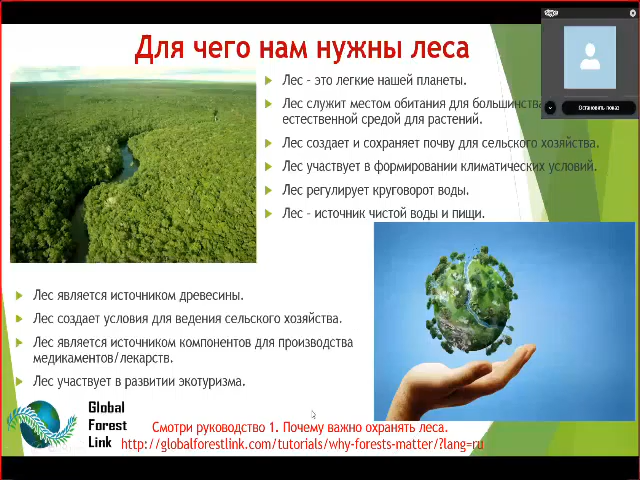 Для чего нам нужны леса
Лес – это легкие нашей планеты.
Лес служит местом обитания для большинства
естественной средой для растений.
Лес создает и сохраняет почву для сельского хозяйства.
Лес участвует в формировании климатических условий.
Лес регулирует круговорот воды.
Лес – источник чистой воды и пищи.
Лес является источником древесины.
Лес создает условия для ведения сельского хозяйства.
Лес является источником компонентов для производства
медикаментов/лекарств.
Лес участвует в развитии экотуризма.
Global
Forest
Link
Смотри руководство 1. Почему важно охранять леса.
http://globalforestlink.com/tutorials/why-forests-matter/?lang=ru
Остановить показ